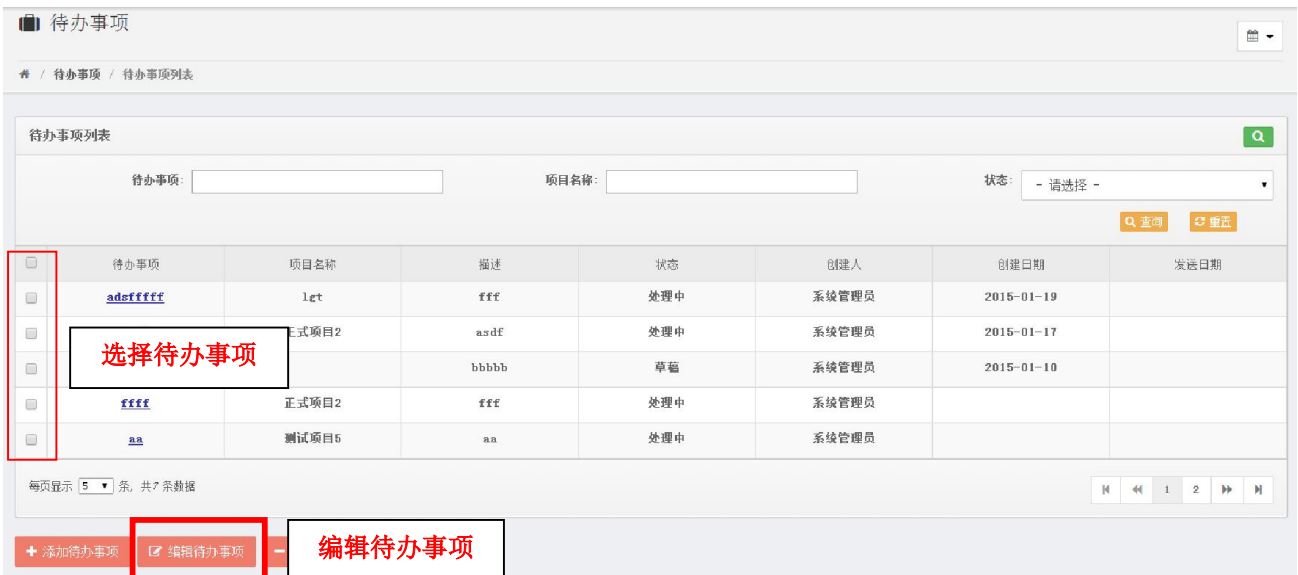 待办事项
/ 待办事项 / 待办事项列表
待办事项列表
待办事项: 项目名称: 状态: - 请选择 -
查询 重置
待办事项 项目名称 描述 状态 创建人 创建日期 发送日期
adsfffff lgt fff 处理中 系统管理员 2015-01-19
正式项目2 asdf 处理中 系统管理员 2015-01-17
选择待办事项
bbbbb 草稿 系统管理员 2015-01-10
ffff 正式项目2 fff 处理中 系统管理员
aa 测试项目5 aa 处理中 系统管理员
每页显示 5 条, 共7条数据 1 2
添加待办事项 编辑待办事项 编辑待办事项